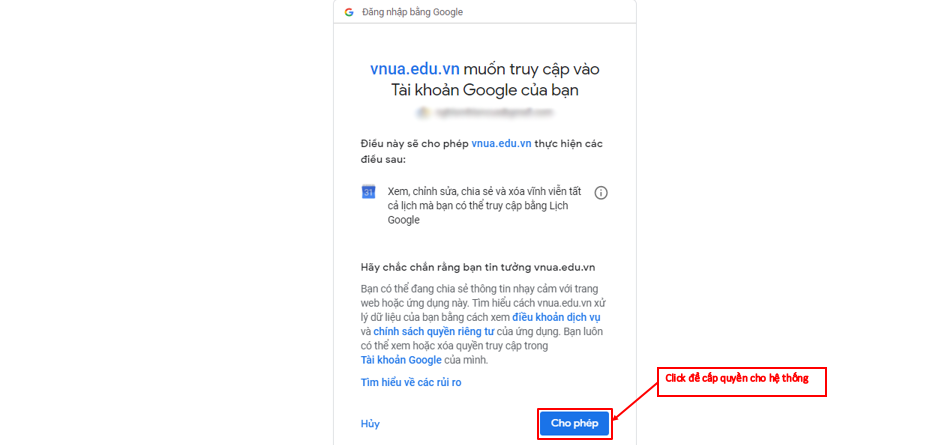 Đăng nhập bằng Google
vnua.edu.vn muốn truy cập vào
Tài khoản Google của bạn
Điều này sẽ cho phép vnua.edu.vn thực hiện các
điều sau:
31
Xem, chỉnh sửa, chia sẻ và xóa vĩnh viễn tất
cả lịch mà bạn có thể truy cập bằng Lịch
Google
Hãy chắc chắn rằng bạn tin tưởng vnua.edu.vn
Bạn có thể đang chia sẻ thông tin nhạy cảm với trang
web hoặc ứng dụng này. Tìm hiểu cách vnua.edu.vn xử
lý dữ liệu của bạn bằng cách xem điều khoản dịch vụ
và chính sách quyền riêng tư của ứng dụng. Bạn luôn
có thể xem hoặc xóa quyền truy cập trong
Tài khoản Google của mình.
Tìm hiểu về các rủi ro
Click để cấp quyền cho hệ thống
Hủy
Cho phép